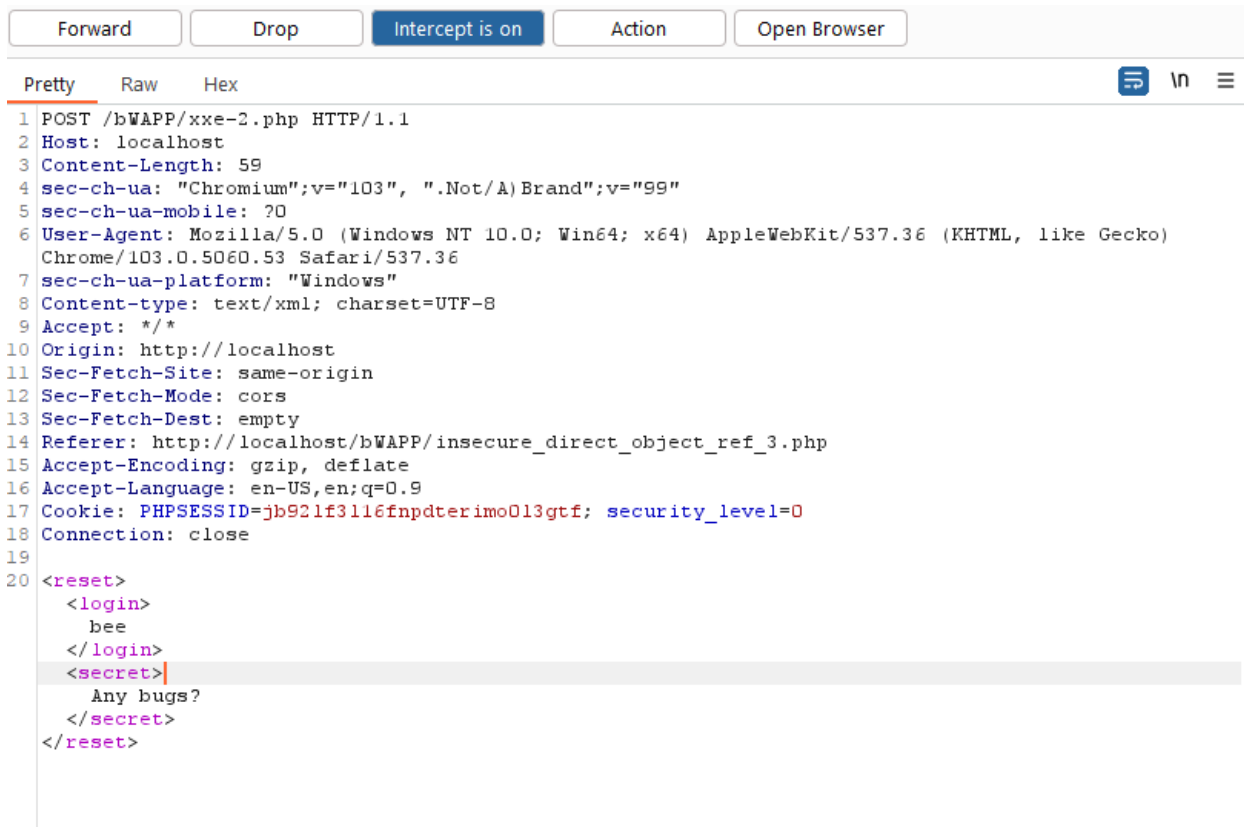 Forward Drop Intercept is on Action Open Browser
Pretty Raw Hex \n
1 POST /bWAPP/xxe-2.php HTTP/1.1
2 Host: localhost
3 Content-Length: 59
4 sec-ch-ua: "Chromium";v="103", ".Not/A)Brand";v="99"
5 sec-ch-ua-mobile: ?0
6 User-Agent: Mozilla/5.0 (Windows NT 10.0; Win64; x64) AppleWebKit/537.36 (KHTML, like Gecko)
Chrome/103.0.5060.53 Safari/537.36
7 sec-ch-ua-platform: "Windows"
8 Content-type: text/xml; charset=UTF-8
9 Accept: */*
10 Origin: http://localhost
11 Sec-Fetch-Site: same-origin
12 Sec-Fetch-Mode: cors
13 Sec-Fetch-Dest: empty
14 Referer: http://localhost/bWAPP/insecure_direct_object_ref_3.php
15 Accept-Encoding: gzip, deflate
16 Accept-Language: en-US,en;q=0.9
17 Cookie: PHPSESSID=jb921f3116fnpdterimo013gtf; security_level=0
18 Connection: close
19
20 <reset>
<login>
bee
</login>
<secret>
Any bugs?
</secret>
</reset>